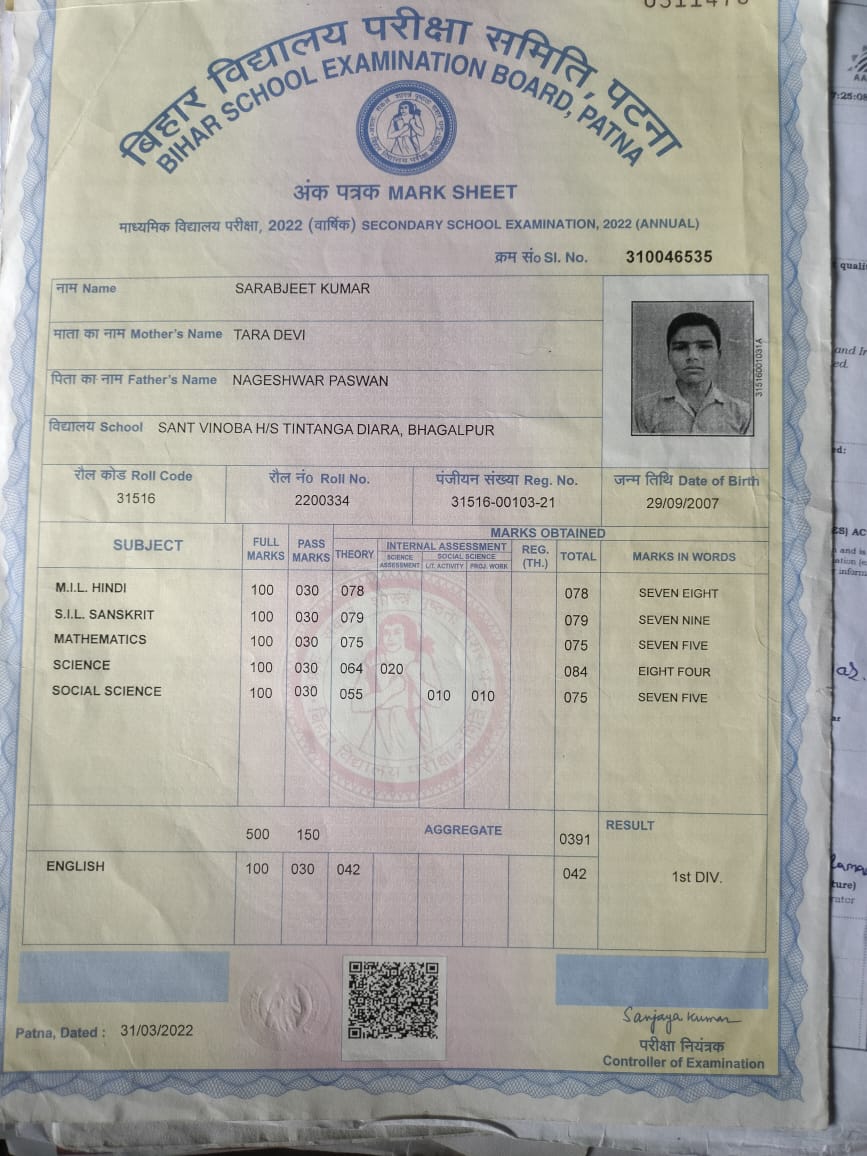 0311476
बिहार विद्यालय परीक्षा समिति, पटना
BIHAR SCHOOL EXAMINATION BOARD, PATNA
अंक पत्रक MARK SHEET
माध्यमिक विद्यालय परीक्षा, 2022 (वार्षिक) SECONDARY SCHOOL EXAMINATION, 2022 (ANNUAL)
क्रम सं० Sl. No. 310046535
नाम Name SARABJEET KUMAR
माता का नाम Mother's Name TARA DEVI
पिता का नाम Father's Name NAGESHWAR PASWAN
विद्यालय School SANT VINOBA H/S TINTANGA DIARA, BHAGALPUR
31516001031A
रौल कोड Roll Code रौल नं० Roll No. पंजीयन संख्या Reg. No. जन्म तिथि Date of Birth
31516 2200334 31516-00103-21 29/09/2007
SUBJECT FULL MARKS PASS MARKS MARKS OBTAINED
THEORY INTERNAL ASSESSMENT REG. (TH.) TOTAL MARKS IN WORDS
SCIENCE ASSESSMENT SOCIAL SCIENCE
LIT. ACTIVITY PROJ. WORK
M.I.L. HINDI 100 030 078 078 SEVEN EIGHT
S.I.L. SANSKRIT 100 030 079 079 SEVEN NINE
MATHEMATICS 100 030 075 075 SEVEN FIVE
SCIENCE 100 030 064 020 084 EIGHT FOUR
SOCIAL SCIENCE 100 030 055 010 010 075 SEVEN FIVE
500 150 AGGREGATE 0391 RESULT
ENGLISH 100 030 042 042 1st DIV.
Patna, Dated : 31/03/2022
Sanjaya Kumar
परीक्षा नियंत्रक
Controller of Examination